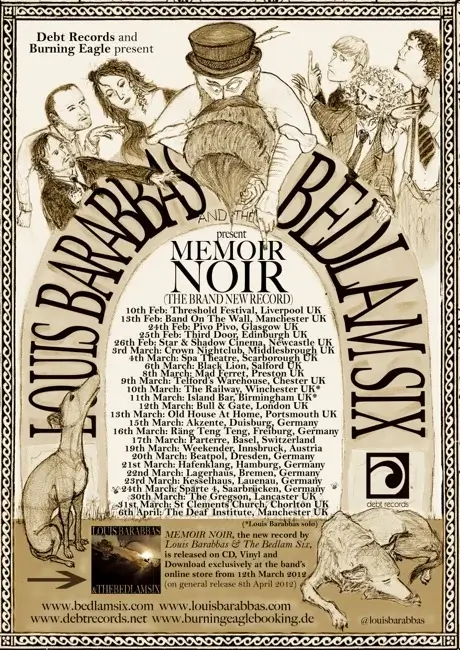 Debt Records and
Burning Eagle present
LOUIS BARABBAS
AND THE
BEDLAM SIX
present
MEMOIR
NOIR
(THE BRAND NEW RECORD)
10th Feb: Threshold Festival, Liverpool UK
13th Feb: Band On The Wall, Manchester UK
24th Feb: Pivo Pivo, Glasgow UK
25th Feb: Third Door, Edinburgh UK
26th Feb: Star & Shadow Cinema, Newcastle UK
3rd March: Crown Nightclub, Middlesbrough UK
4th March: Spa Theatre, Scarborough UK
6th March: Black Lion, Salford UK
8th March: Mad Ferret, Preston UK
9th March: Telford's Warehouse, Chester UK
10th March: The Railway, Winchester UK*
11th March: Island Bar, Birmingham UK*
12th March: Bull & Gate, London UK
13th March: Old House At Home, Portsmouth UK
15th March: Akzente, Duisburg, Germany
16th March: Räng Teng Teng, Freiburg, Germany
17th March: Parterre, Basel, Switzerland
19th March: Weekender, Innsbruck, Austria
20th March: Beatpol, Dresden, Germany
21st March: Hafenklang, Hamburg, Germany
22nd March: Lagerhaus, Bremen, Germany
23rd March: Kesselhaus, Lauenau, Germany
24th March: Sparte 4, Saarbrücken, Germany
30th March: The Gregson, Lancaster UK
31st March: St Clements Church, Chorlton UK
6th April: The Deaf Institute, Manchester UK
(*Louis Barabbas solo)
debt records
LOUIS BARABBAS
& THE BEDLAM SIX
MEMOIR NOIR, the new record by
Louis Barabbas & The Bedlam Six,
is released on CD, Vinyl and
Download exclusively at the band's
online store from 12th March 2012
(on general release 8th April 2012)
www.bedlamsix.com www.louisbarabbas.com
www.debtrecords.net www.burningeaglebooking.de
@louisbarabbas